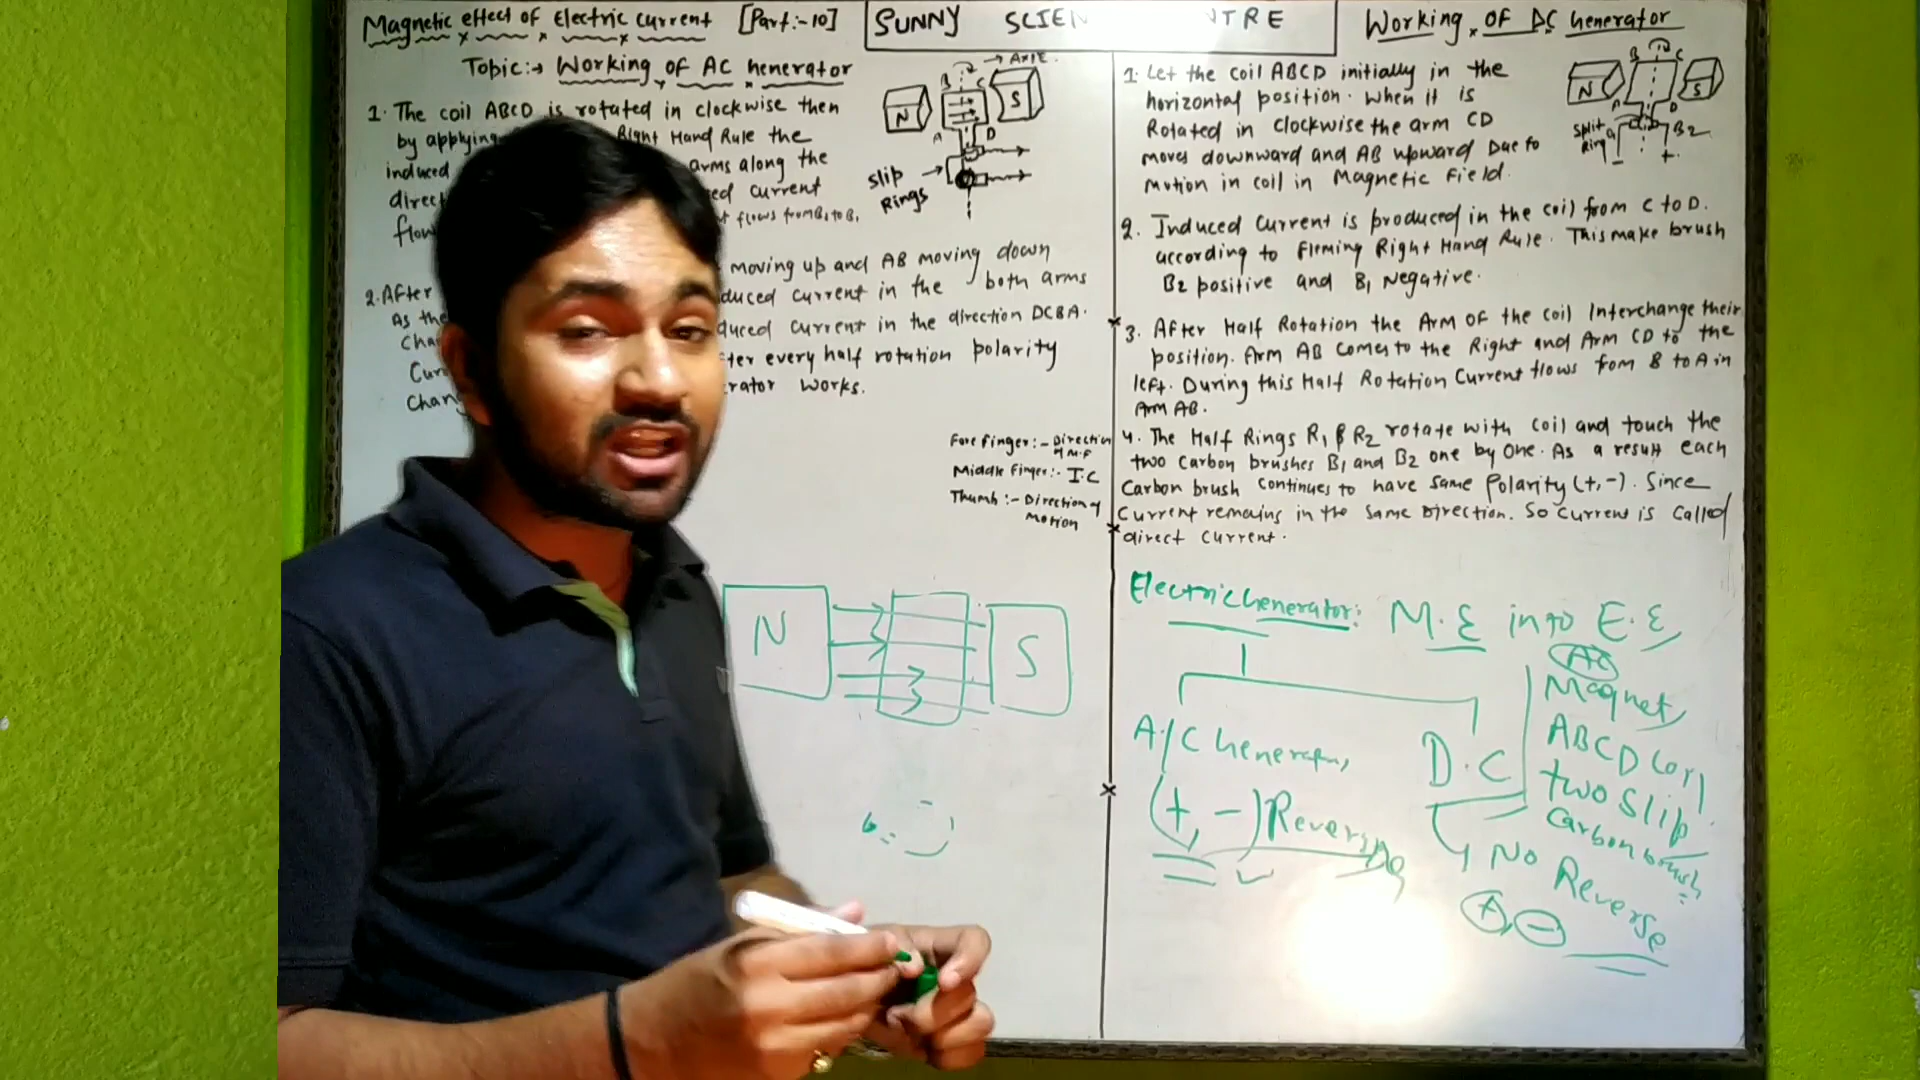 Magnetic effect of Electric current [Part:-10]
SUNNY SCIEN NTRE
Working of DC Generator
Topic:→ Working of AC Generator
1. The coil ABCD is rotated in clockwise then
by applying Right Hand Rule the
induced arms along the
direct ed current
flow t flows from B2 to B1
moving up and AB moving down
2. After duced current in the both arms
As the duced current in the direction DCBA.
Cha fter every half rotation polarity
Curr rator works.
Chan
B C → AXIE.
N S
A D
Slip
Rings
1. Let the coil ABCD initially in the
horizontal position. When it is
Rotated in clockwise the arm CD
moves downward and AB upward Due to
motion in coil in Magnetic Field.
B C
N S
A D
Split
Ring
B2
- +
2. Induced Current is produced in the coil from C to D.
according to Fleming Right Hand Rule. This make brush
B2 positive and B1 Negative.
3. After Half Rotation the Arm OF the coil Interchange their
position. Arm AB comes to the Right and Arm CD to the
left. During this Half Rotation Current flows from B to A in
Arm AB.
4. The Half Rings R1 & R2 rotate with coil and touch the
two carbon brushes B1 and B2 one by one. As a result each
Carbon brush continues to have same Polarity (+,-). Since
Current remains in the same Direction. So current is called
direct current.
Fore Finger:- Direction
of M.F
Middle Finger:- I.C
Thumb:- Direction of
Motion
N S
Electric Generator: M.E into E.E
A/C Generator,
(+, -) Reverse
D.C
No Reverse
+, -
AC
Magnet
ABCD Coil
two Slip
Carbon brush